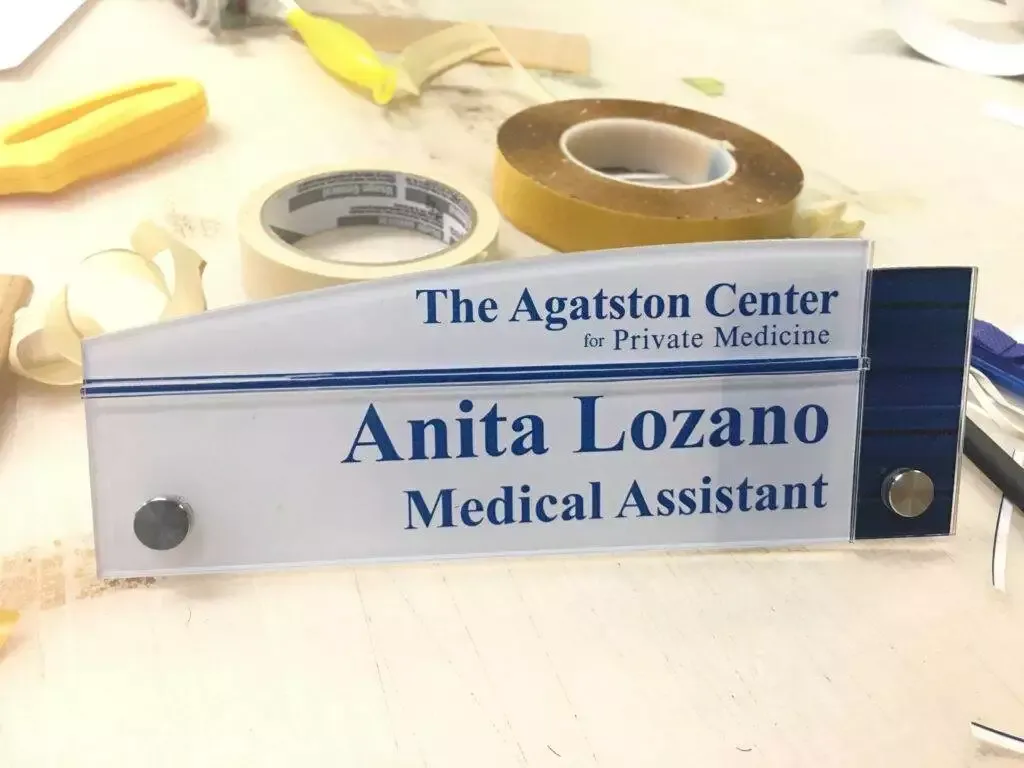 The Agatston Center
for Private Medicine
Anita Lozano
Medical Assistant